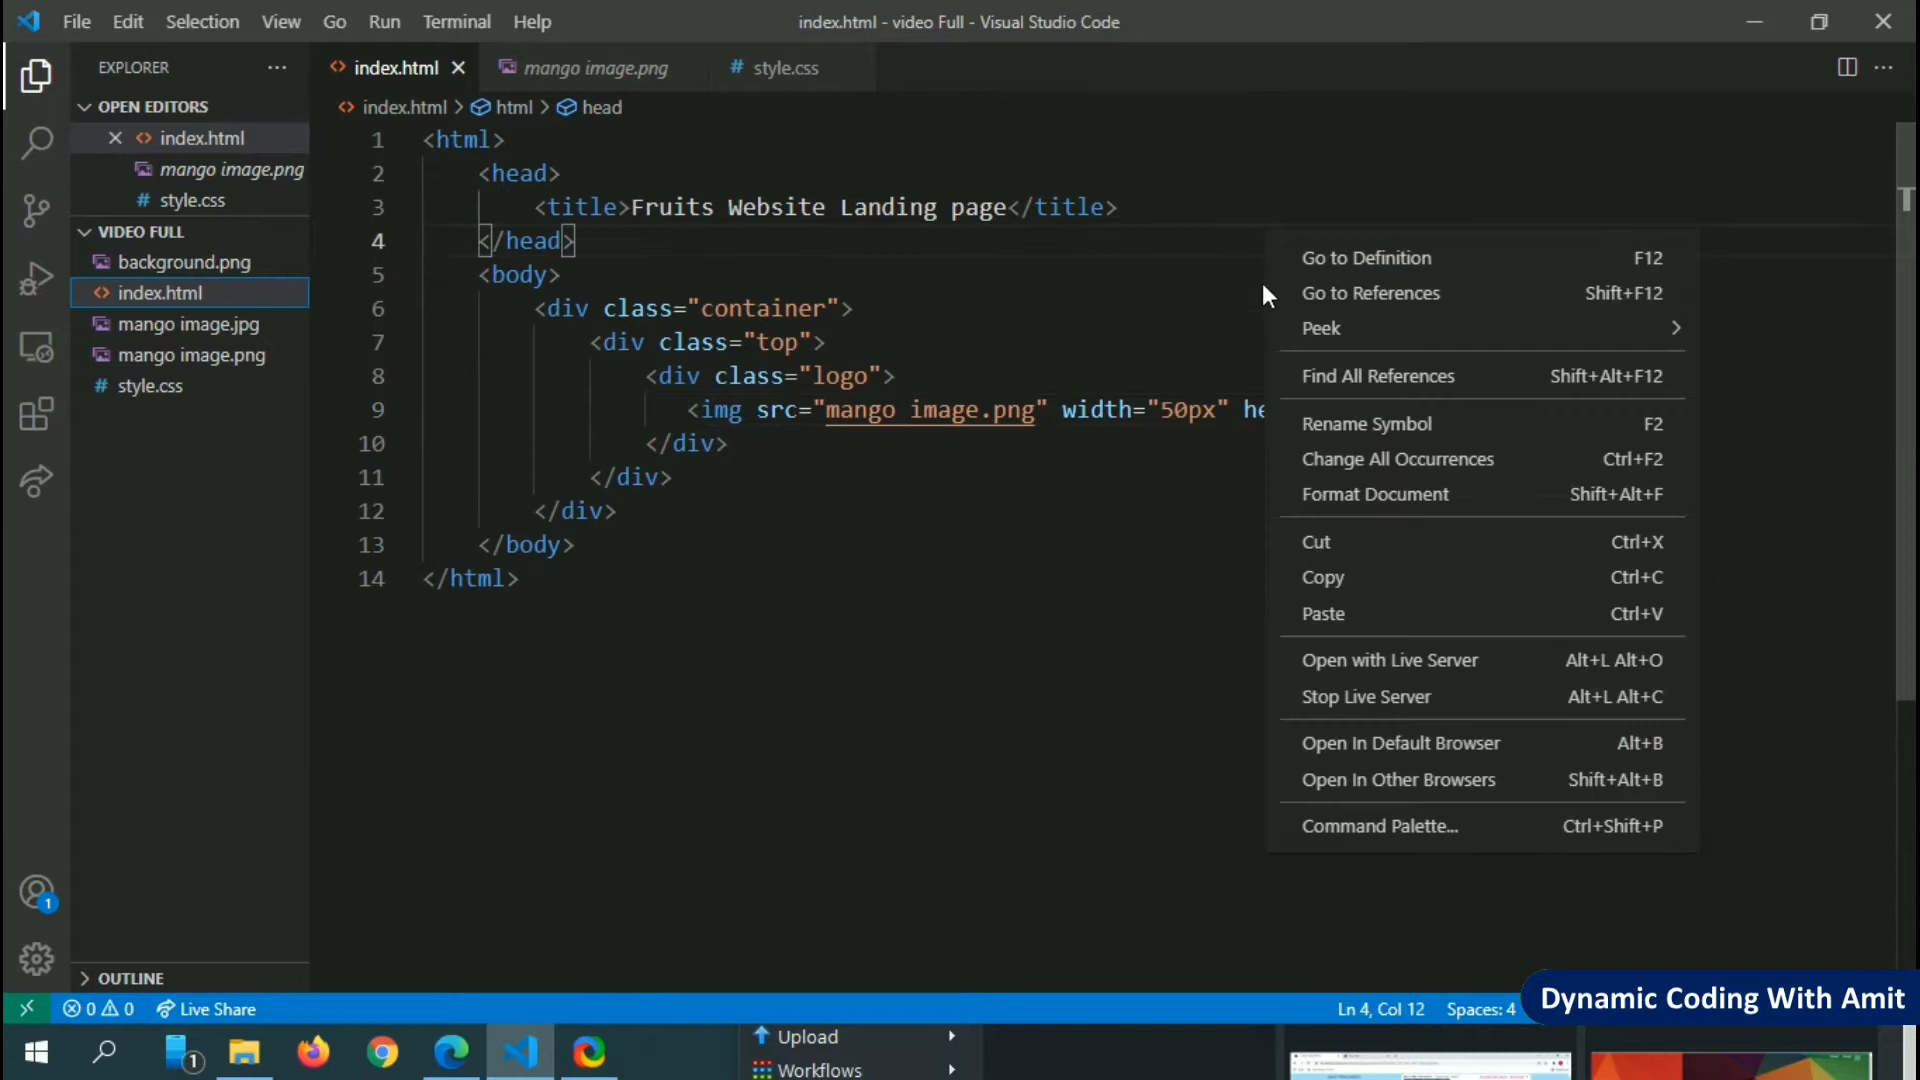 File Edit Selection View Go Run Terminal Help
index.html - video Full - Visual Studio Code
EXPLORER
OPEN EDITORS
index.html
mango image.png
style.css
VIDEO FULL
background.png
index.html
mango image.jpg
mango image.png
style.css
OUTLINE
index.html
mango image.png
# style.css
index.html > html > head
1 <html>
2 <head>
3 <title>Fruits Website Landing page</title>
4 </head>
5 <body>
6 <div class="container">
7 <div class="top">
8 <div class="logo">
9 <img src="mango image.png" width="50px" he
10 </div>
11 </div>
12 </div>
13 </body>
14 </html>
Go to Definition F12
Go to References Shift+F12
Peek
Find All References Shift+Alt+F12
Rename Symbol F2
Change All Occurrences Ctrl+F2
Format Document Shift+Alt+F
Cut Ctrl+X
Copy Ctrl+C
Paste Ctrl+V
Open with Live Server Alt+L Alt+O
Stop Live Server Alt+L Alt+C
Open In Default Browser Alt+B
Open In Other Browsers Shift+Alt+B
Command Palette... Ctrl+Shift+P
1
0 0 Live Share
Ln 4, Col 12 Spaces: 4
Dynamic Coding With Amit
1
Upload
Workflows